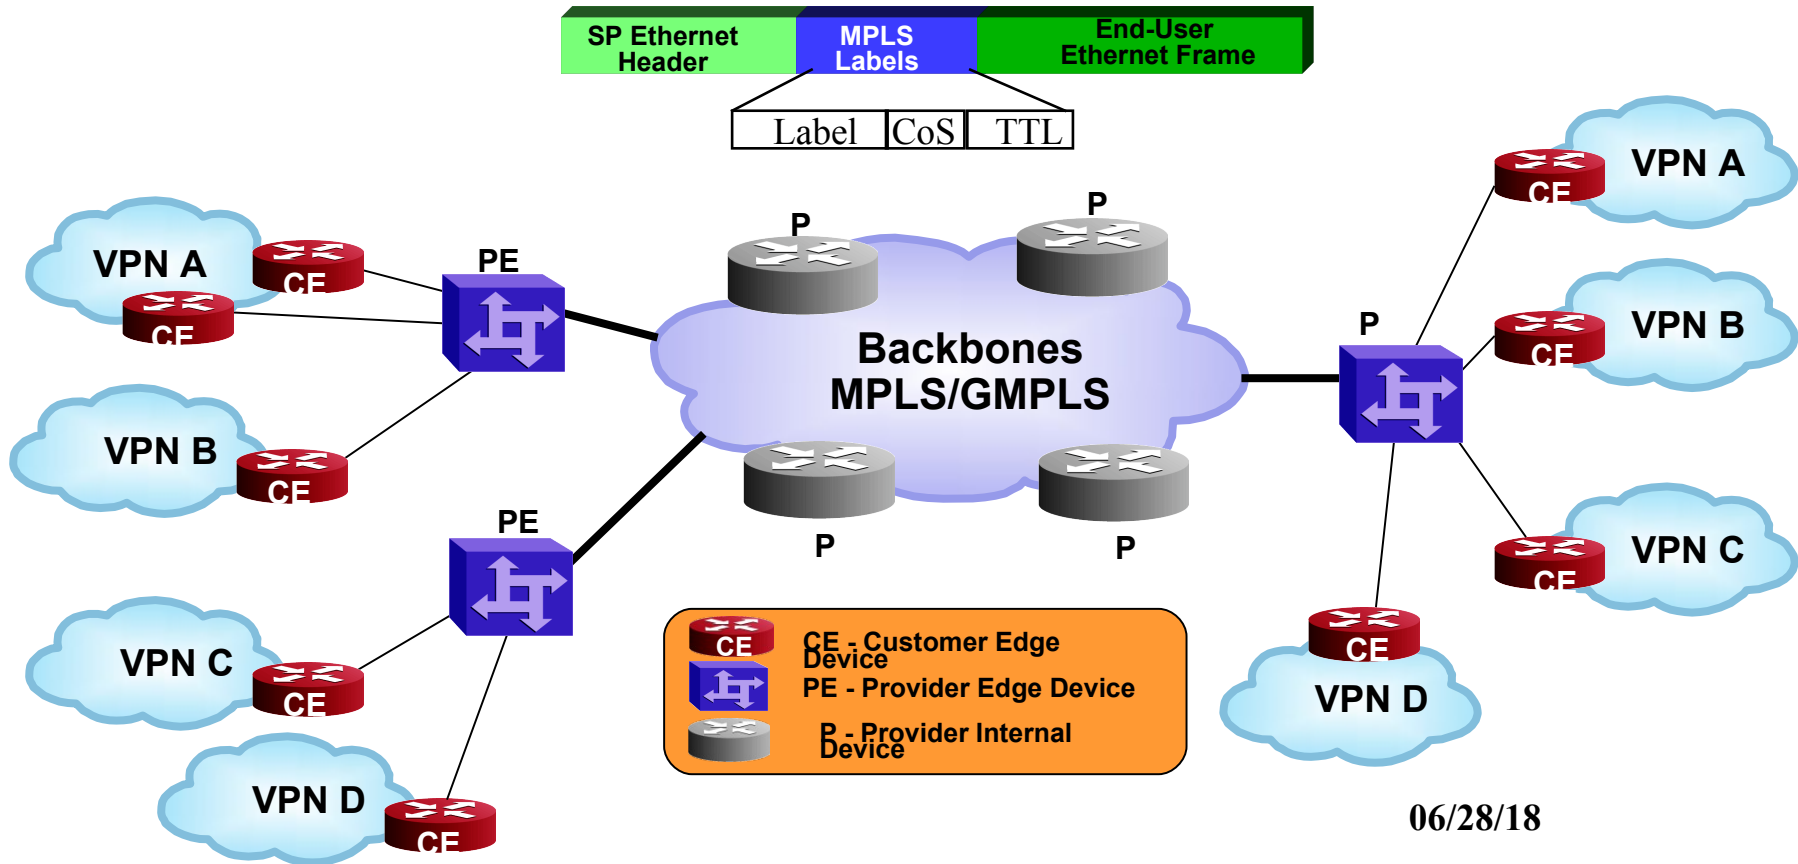 SP Ethernet
Header
MPLS
Labels
End-User
Ethernet Frame
Label
CoS
TTL
VPN A
CE
CE
VPN B
CE
PE
VPN C
CE
PE
VPN D
CE
P
P
Backbones
MPLS/GMPLS
P
P
P
VPN A
CE
VPN B
CE
VPN C
CE
VPN D
CE
CE
CE - Customer Edge
Device
PE - Provider Edge Device
P - Provider Internal
Device
06/28/18